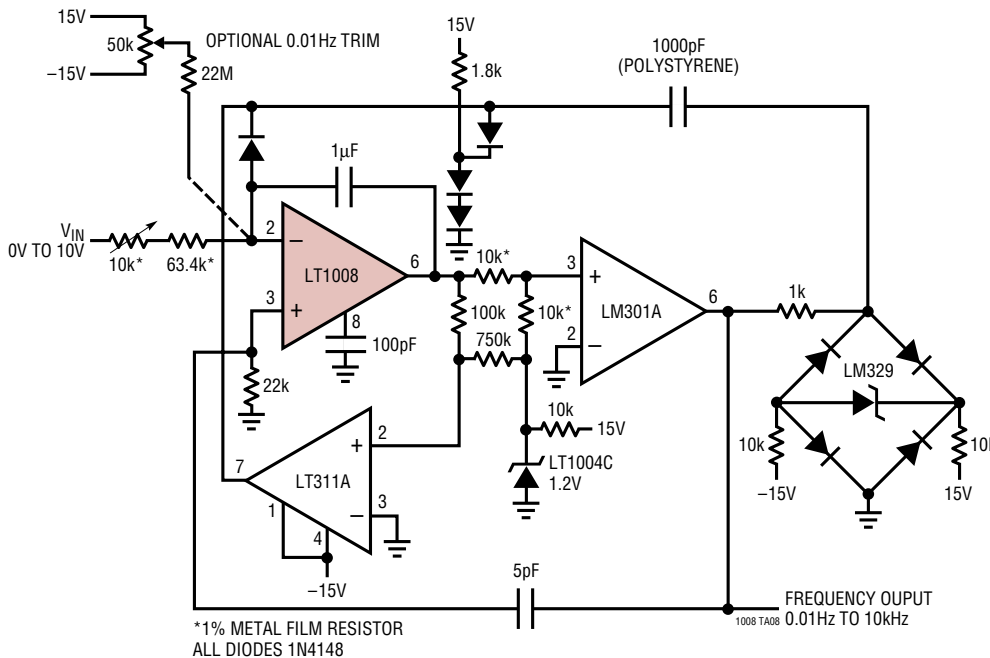 15V
50k
–15V
OPTIONAL 0.01Hz TRIM
22M
15V
1.8k
1000pF
(POLYSTYRENE)
1µF
VIN
0V TO 10V
10k*
63.4k*
2
–
LT1008
6
3
+
8
100pF
22k
10k*
100k
10k*
750k
3
+
LM301A
6
2
–
1k
LM329
10k
–15V
10k
15V
10k
15V
LT1004C
1.2V
7
LT311A
+
2
–
3
1
4
–15V
5pF
FREQUENCY OUPUT
0.01Hz TO 10kHz
1008 TA08
*1% METAL FILM RESISTOR
ALL DIODES 1N4148